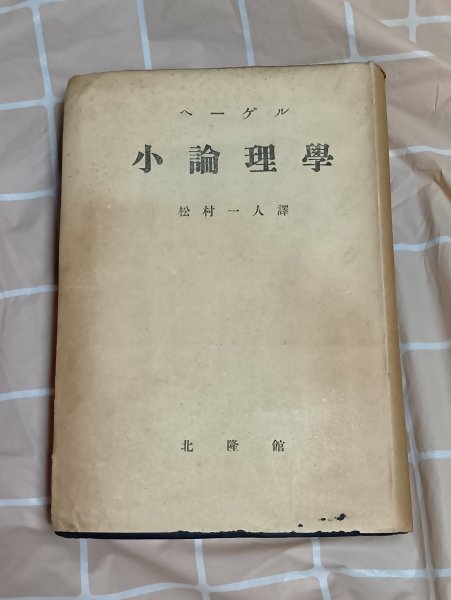 ヘーゲル
小論理學
松村一人譯
北隆館